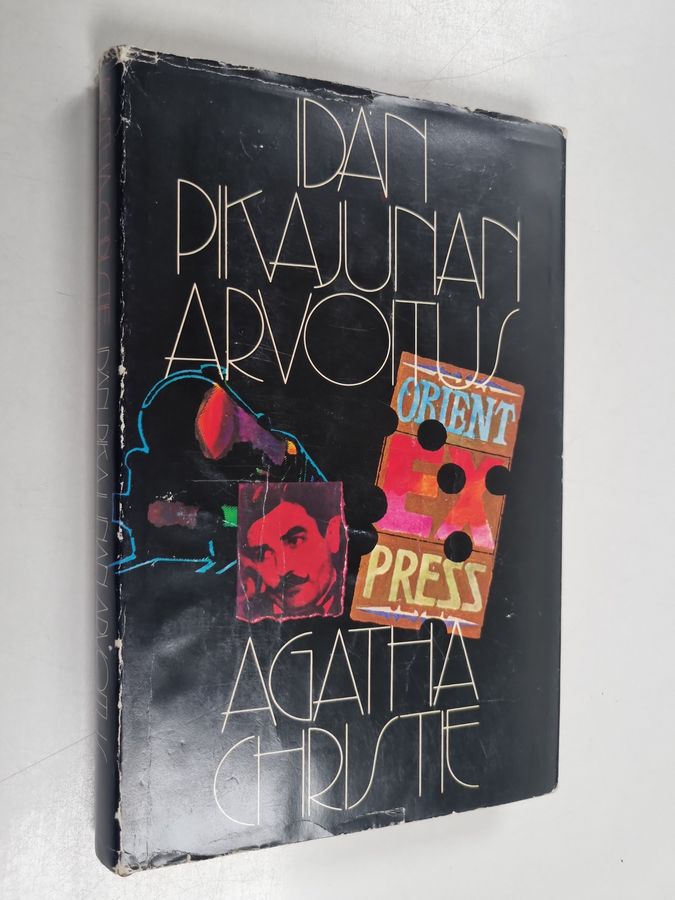 IDÄN
PIKAJUNAN
ARVOITUS
ORIENT
EX
PRESS
AGATHA
CHRISTIE